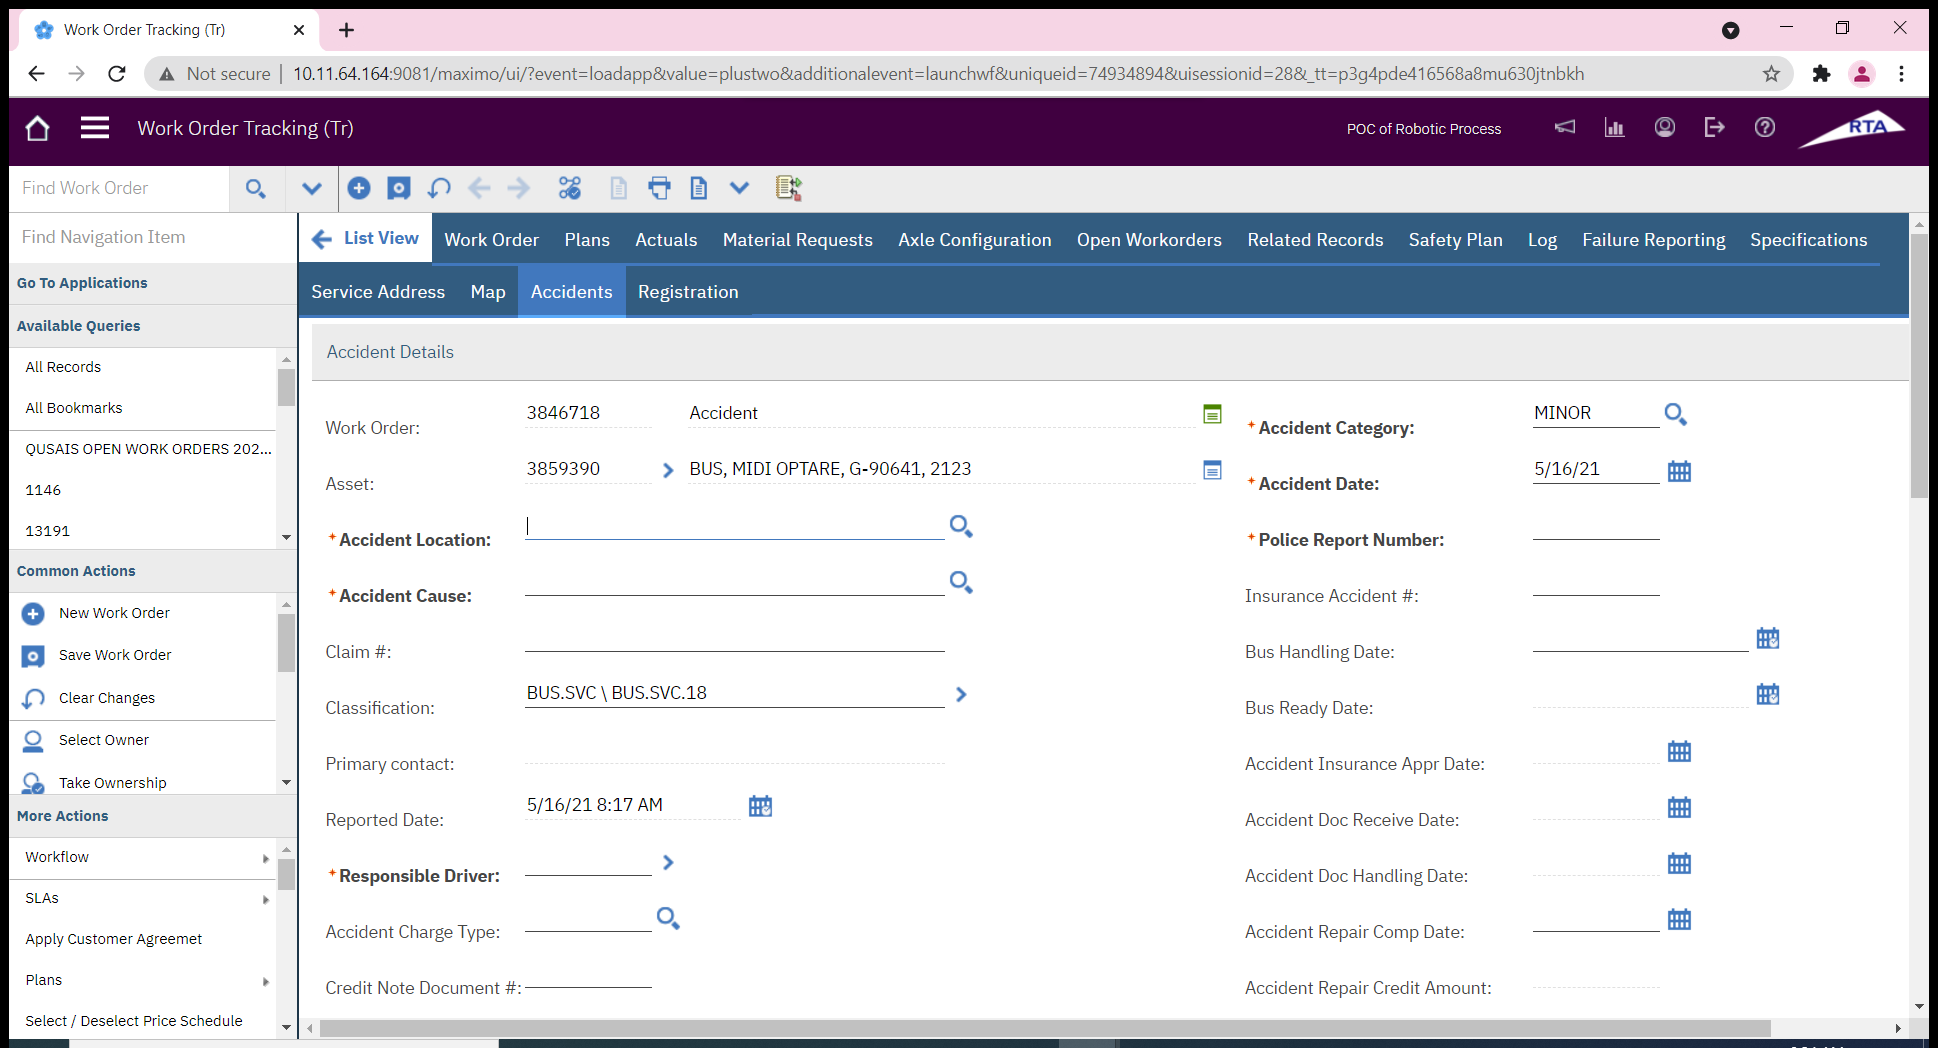 Work Order Tracking (Tr)
Not secure | 10.11.64.164:9081/maximo/ui/?event=loadapp&value=plustwo&additionalevent=launchwf&uniqueid=74934894&uisessionid=28&_tt=p3g4pde416568a8mu630jtnbkh
Work Order Tracking (Tr)
POC of Robotic Process
RTA
Find Work Order
Find Navigation Item
Go To Applications
Available Queries
All Records
All Bookmarks
QUSAIS OPEN WORK ORDERS 202...
1146
13191
Common Actions
New Work Order
Save Work Order
Clear Changes
Select Owner
Take Ownership
More Actions
Workflow
SLAs
Apply Customer Agreemet
Plans
Select / Deselect Price Schedule
List View Work Order Plans Actuals Material Requests Axle Configuration Open Workorders Related Records Safety Plan Log Failure Reporting Specifications
Service Address Map Accidents Registration
Accident Details
Work Order: 3846718 Accident
Asset: 3859390 BUS, MIDI OPTARE, G-90641, 2123
* Accident Location:
* Accident Cause:
Claim #:
Classification: BUS.SVC \ BUS.SVC.18
Primary contact:
Reported Date: 5/16/21 8:17 AM
* Responsible Driver:
Accident Charge Type:
Credit Note Document #:
* Accident Category: MINOR
* Accident Date: 5/16/21
* Police Report Number:
Insurance Accident #:
Bus Handling Date:
Bus Ready Date:
Accident Insurance Appr Date:
Accident Doc Receive Date:
Accident Doc Handling Date:
Accident Repair Comp Date:
Accident Repair Credit Amount: